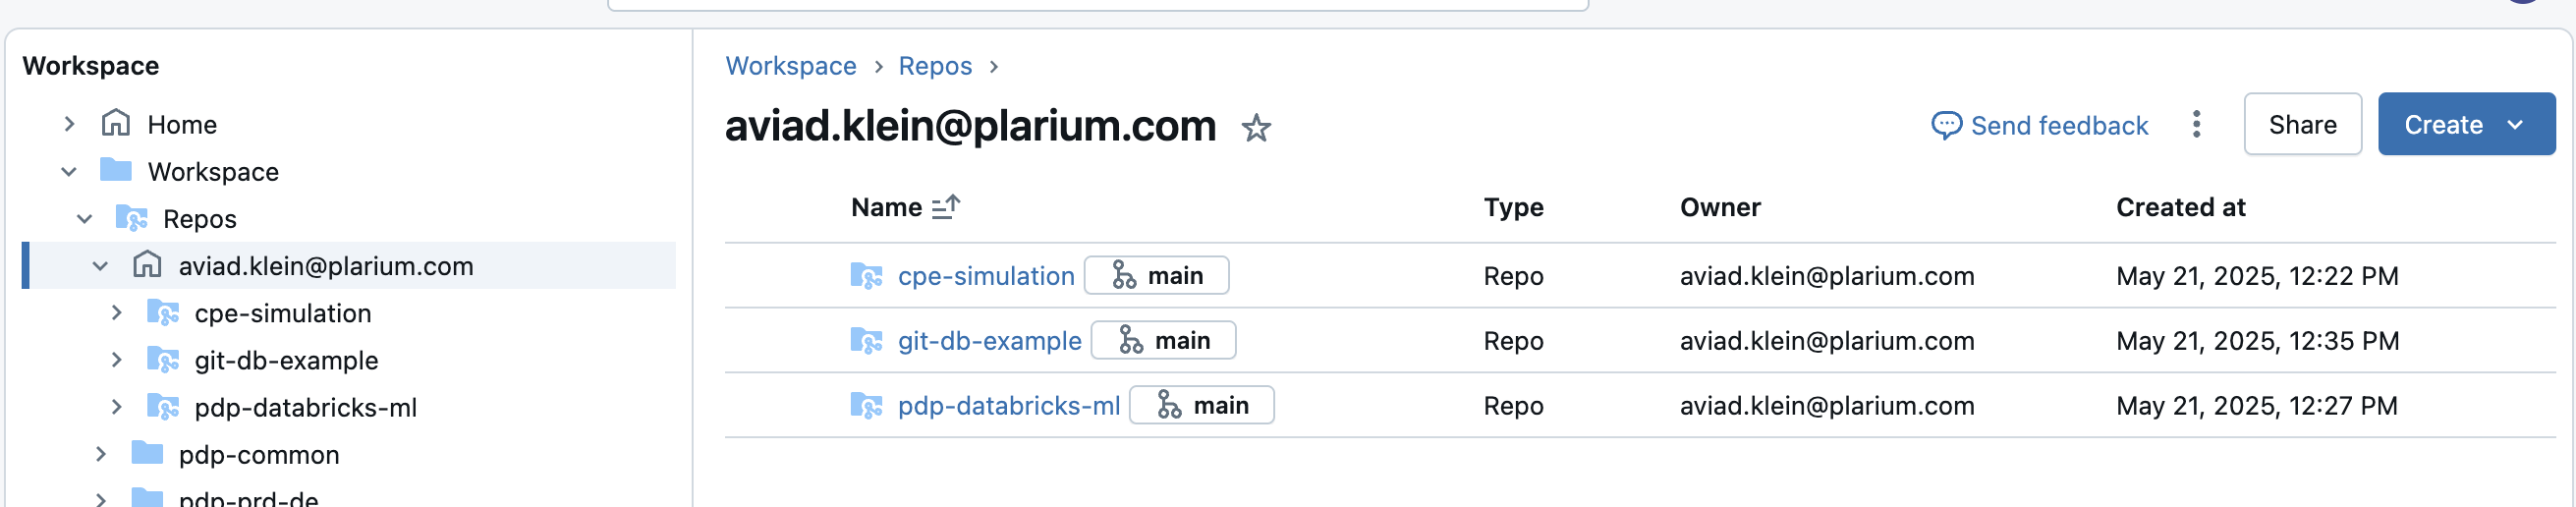 Workspace
Home
Workspace
Repos
aviad.klein@plarium.com
cpe-simulation
git-db-example
pdp-databricks-ml
pdp-common
pdp-prd-de
Workspace > Repos >
aviad.klein@plarium.com
Send feedback
Share
Create
Name Type Owner Created at
cpe-simulation main Repo aviad.klein@plarium.com May 21, 2025, 12:22 PM
git-db-example main Repo aviad.klein@plarium.com May 21, 2025, 12:35 PM
pdp-databricks-ml main Repo aviad.klein@plarium.com May 21, 2025, 12:27 PM